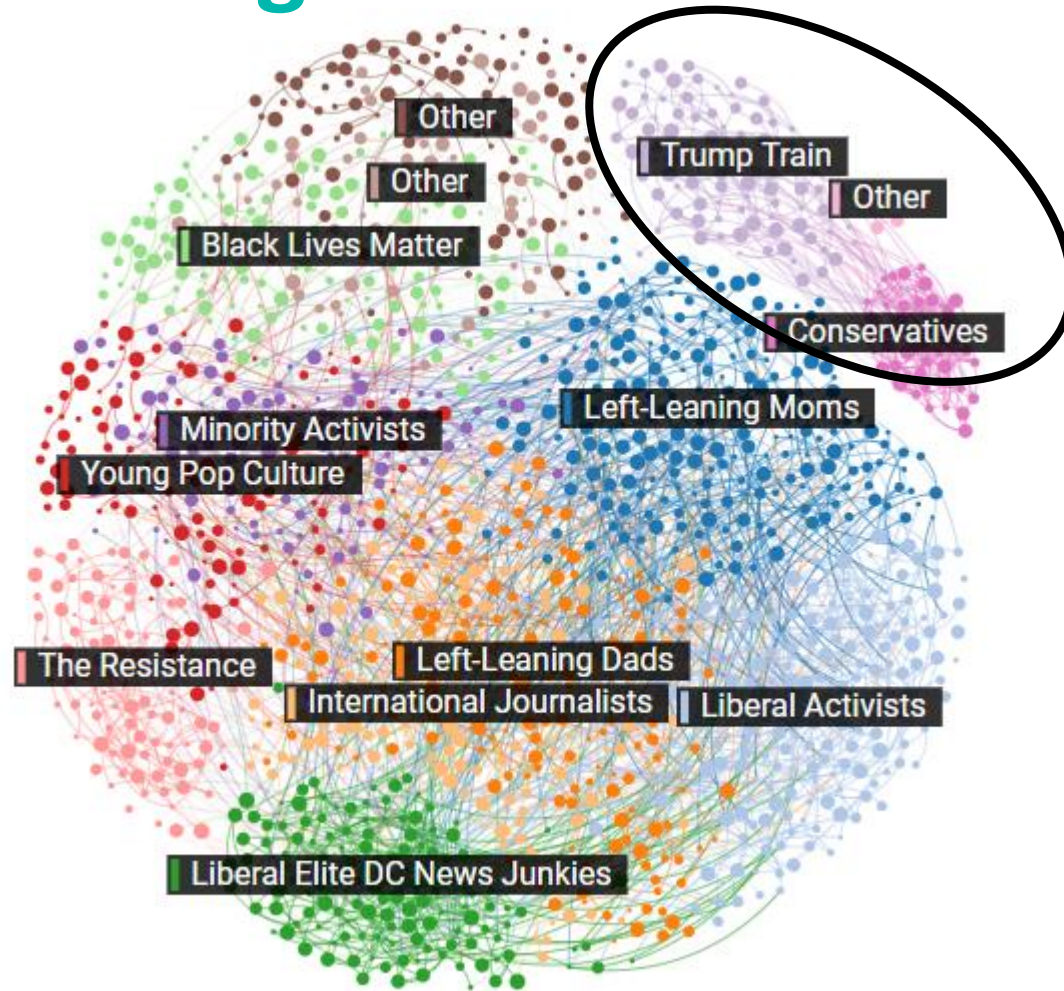 Other
Trump Train
Other
Other
Black Lives Matter
Conservatives
Left-Leaning Moms
Minority Activists
Young Pop Culture
The Resistance
Left-Leaning Dads
International Journalists
Liberal Activists
Liberal Elite DC News Junkies